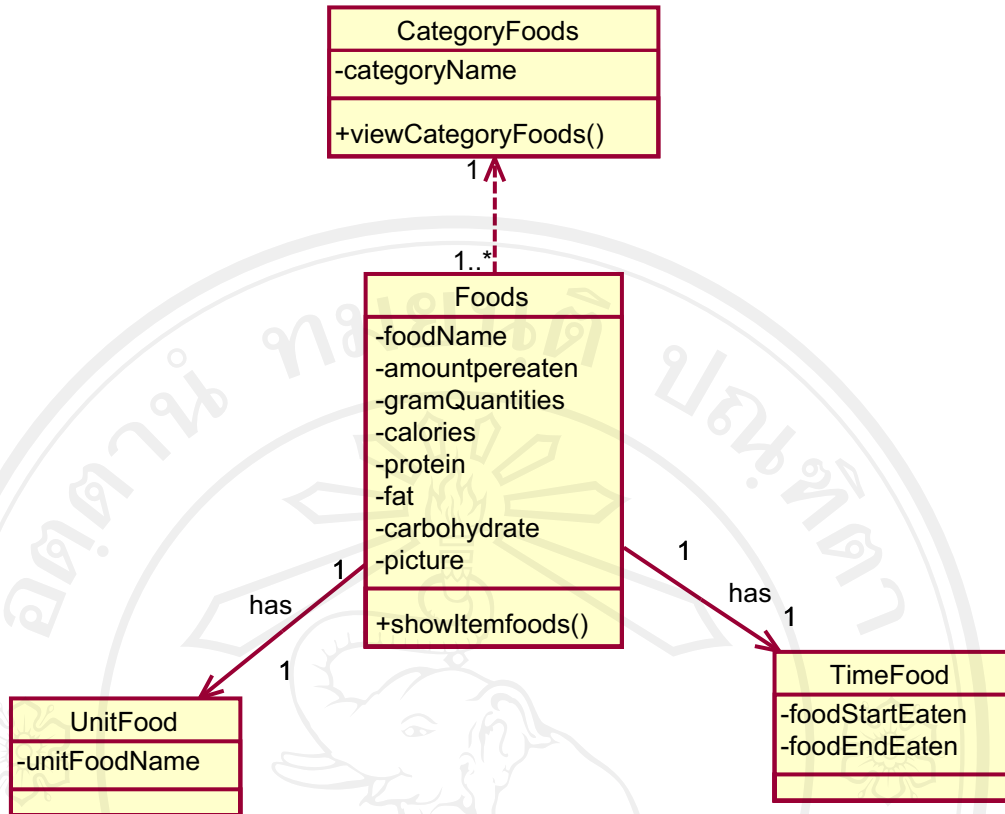 CategoryFoods
-categoryName
+viewCategoryFoods()
1
1..*
Foods
-foodName
-amountpereaten
-gramQuantities
-calories
-protein
-fat
-carbohydrate
-picture
+showItemfoods()
1
has
1
1
has
1
UnitFood
-unitFoodName
TimeFood
-foodStartEaten
-foodEndEaten